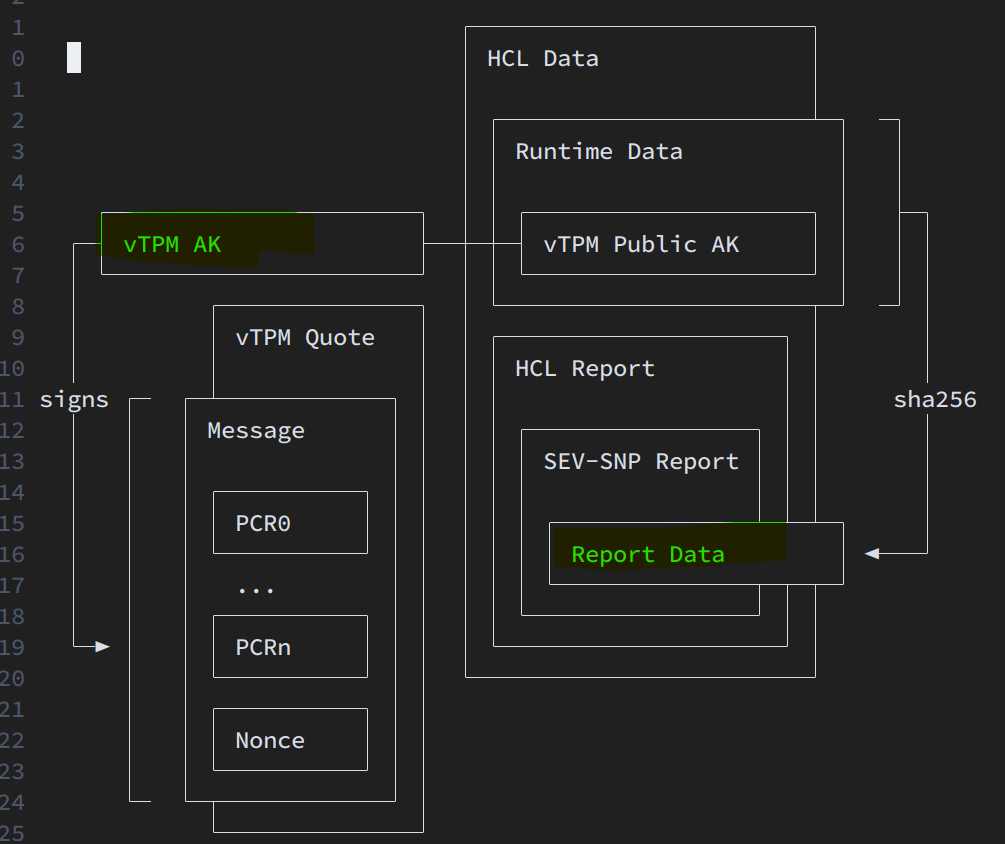 2
1
HCL Data
0
1
2
Runtime Data
3
4
5
vTPM AK
vTPM Public AK
6
7
8
vTPM Quote
9
HCL Report
10
signs
sha256
11
Message
12
SEV-SNP Report
13
14
PCR0
15
Report Data
16
...
17
18
PCRn
19
20
21
Nonce
22
23
24
25